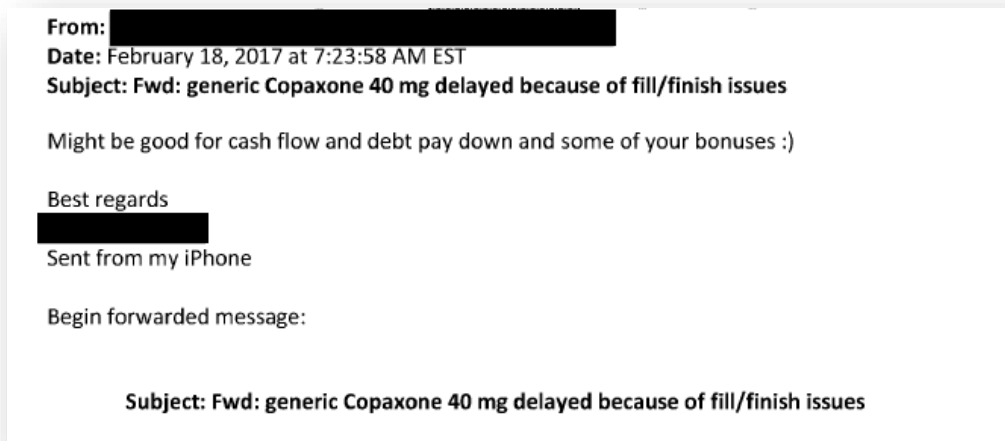 From:
Date: February 18, 2017 at 7:23:58 AM EST
Subject: Fwd: generic Copaxone 40 mg delayed because of fill/finish issues
Might be good for cash flow and debt pay down and some of your bonuses :)
Best regards
Sent from my iPhone
Begin forwarded message:
Subject: Fwd: generic Copaxone 40 mg delayed because of fill/finish issues